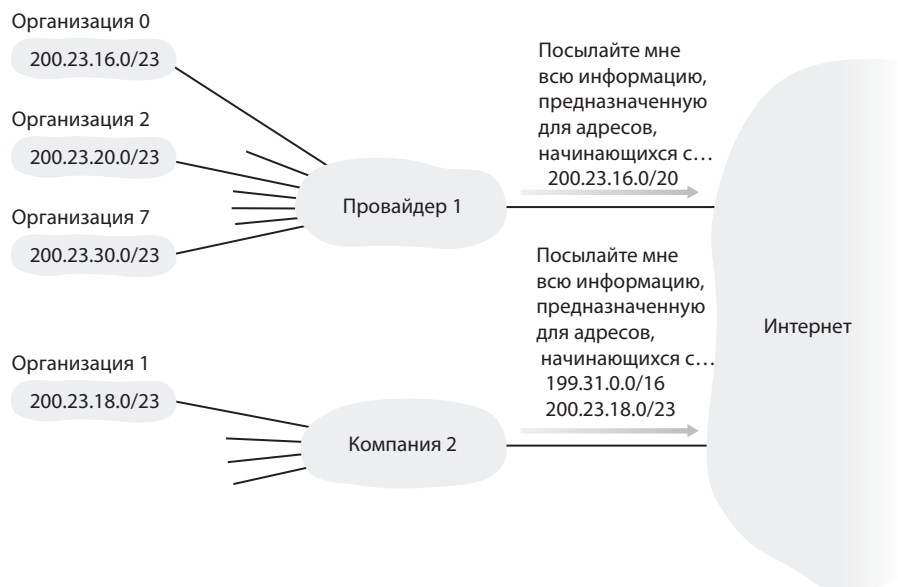 Организация 0
200.23.16.0/23
Организация 2
200.23.20.0/23
Организация 7
200.23.30.0/23
Провайдер 1
Посылайте мне
всю информацию,
предназначенную
для адресов,
начинающихся с…
200.23.16.0/20
Организация 1
200.23.18.0/23
Компания 2
Посылайте мне
всю информацию,
предназначенную
для адресов,
начинающихся с…
199.31.0.0/16
200.23.18.0/23
Интернет